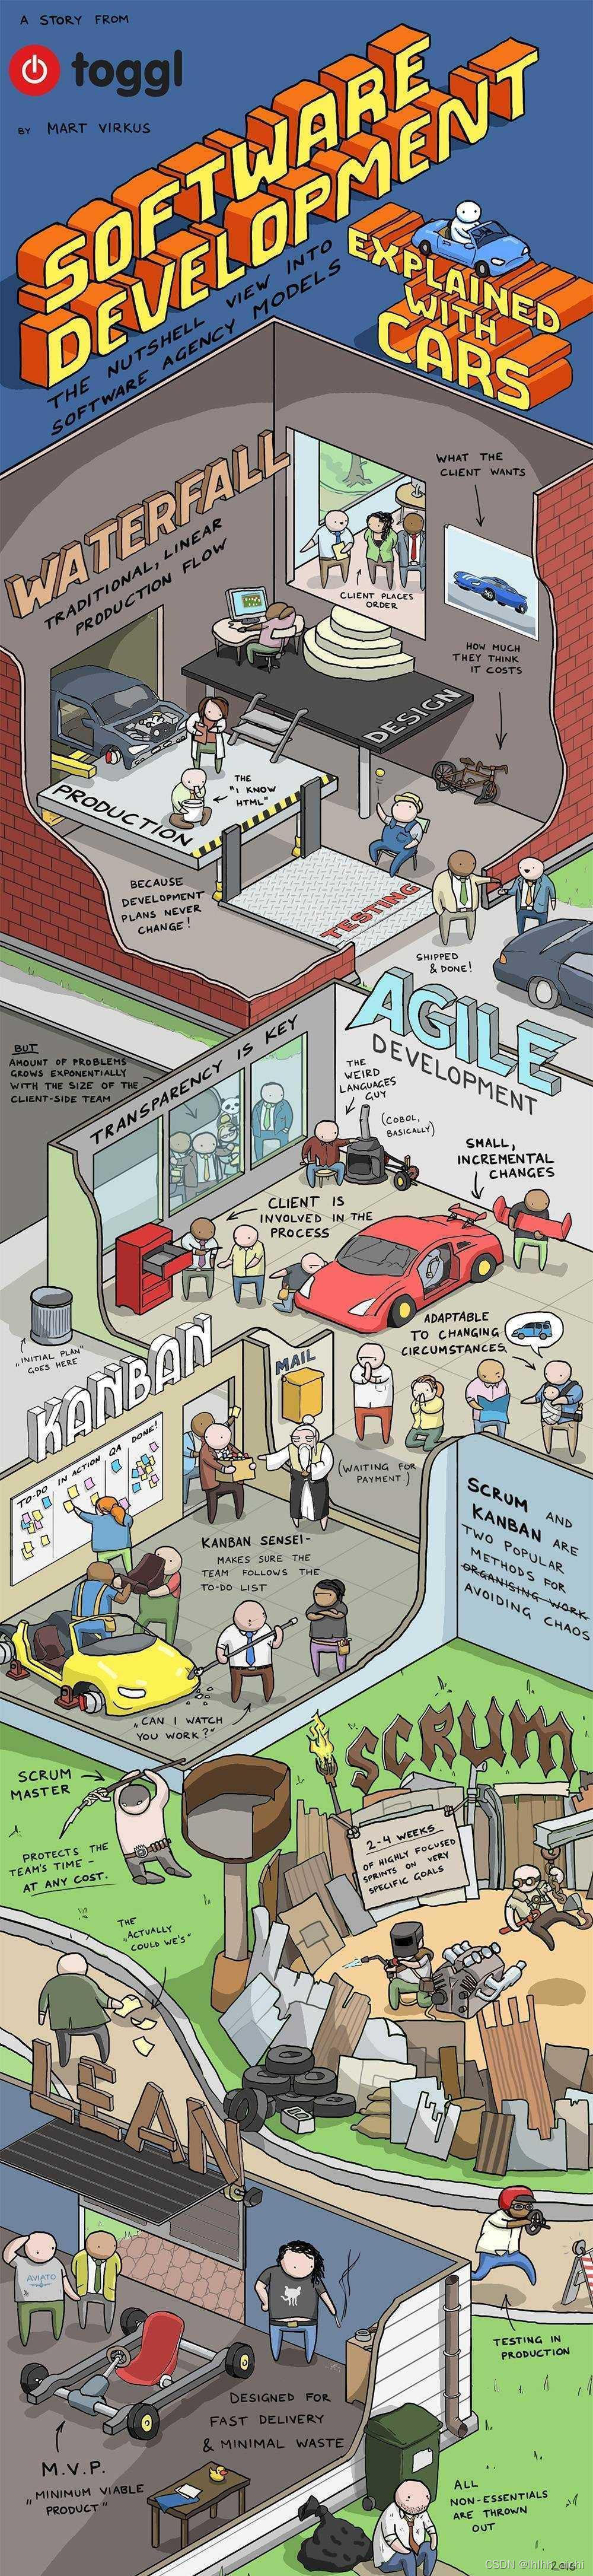 A STORY FROM
toggl
BY MART VIRKUS
SOFTWARE
DEVELOPMENT
EXPLAINED
WITH
CARS
THE NUTSHELL VIEW INTO
SOFTWARE AGENCY MODELS
WATERFALL
TRADITIONAL, LINEAR
PRODUCTION FLOW
WHAT THE
CLIENT WANTS
CLIENT PLACES
ORDER
HOW MUCH
THEY THINK
IT COSTS
DESIGN
PRODUCTION
THE
"I KNOW
HTML"
TESTING
BECAUSE
DEVELOPMENT
PLANS NEVER
CHANGE!
SHIPPED
& DONE!
AGILE
DEVELOPMENT
BUT
AMOUNT OF PROBLEMS
GROWS EXPONENTIALLY
WITH THE SIZE OF THE
CLIENT-SIDE TEAM
TRANSPARENCY IS KEY
THE
WEIRD
LANGUAGES
GUY
(COBOL,
BASICALLY)
SMALL,
INCREMENTAL
CHANGES
CLIENT IS
INVOLVED IN THE
PROCESS
"INITIAL PLAN"
GOES HERE
ADAPTABLE
TO CHANGING
CIRCUMSTANCES
KANBAN
MAIL
TO-DO IN ACTION QA DONE!
(WAITING FOR
PAYMENT.)
KANBAN SENSEI-
MAKES SURE THE
TEAM FOLLOWS THE
TO-DO LIST
SCRUM AND
KANBAN ARE
TWO POPULAR
METHODS FOR
ORGANISING WORK
AVOIDING CHAOS
"CAN I WATCH
YOU WORK?"
SCRUM
SCRUM
MASTER
PROTECTS THE
TEAM'S TIME -
AT ANY COST.
2-4 WEEKS
OF HIGHLY FOCUSED
SPRINTS ON VERY
SPECIFIC GOALS
THE
"ACTUALLY
COULD WE'S"
LEAN
AVIATO
TESTING IN
PRODUCTION
DESIGNED FOR
FAST DELIVERY
& MINIMAL WASTE
M.V.P.
"MINIMUM VIABLE
PRODUCT"
ALL
NON-ESSENTIALS
ARE THROWN
OUT